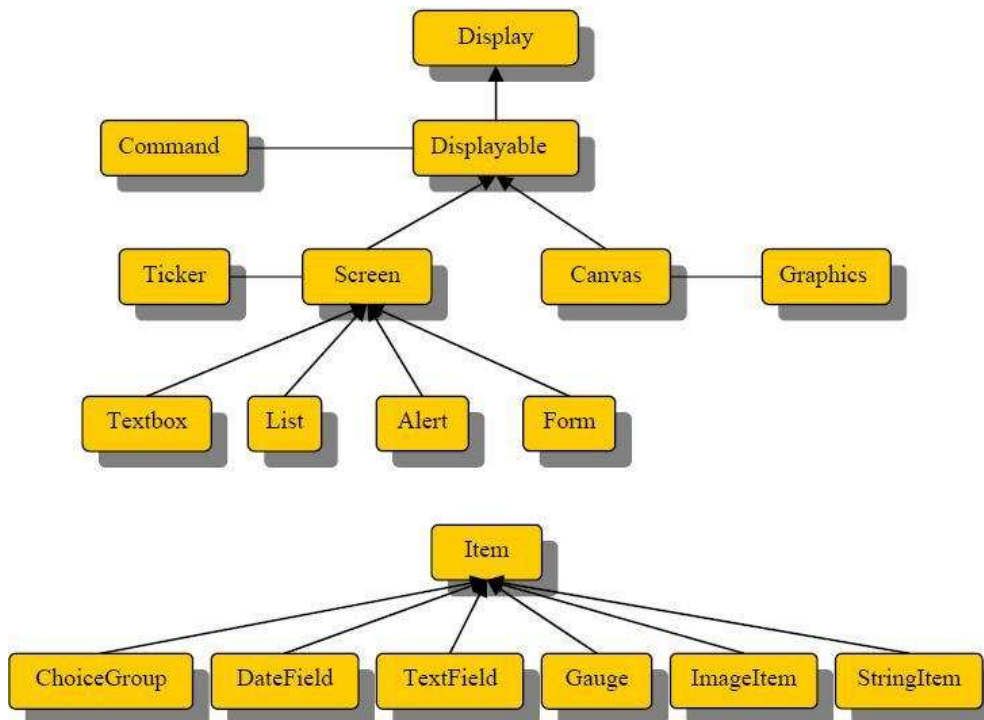 Display
Command
Displayable
Ticker
Screen
Canvas
Graphics
Textbox
List
Alert
Form
Item
ChoiceGroup
DateField
TextField
Gauge
ImageItem
StringItem